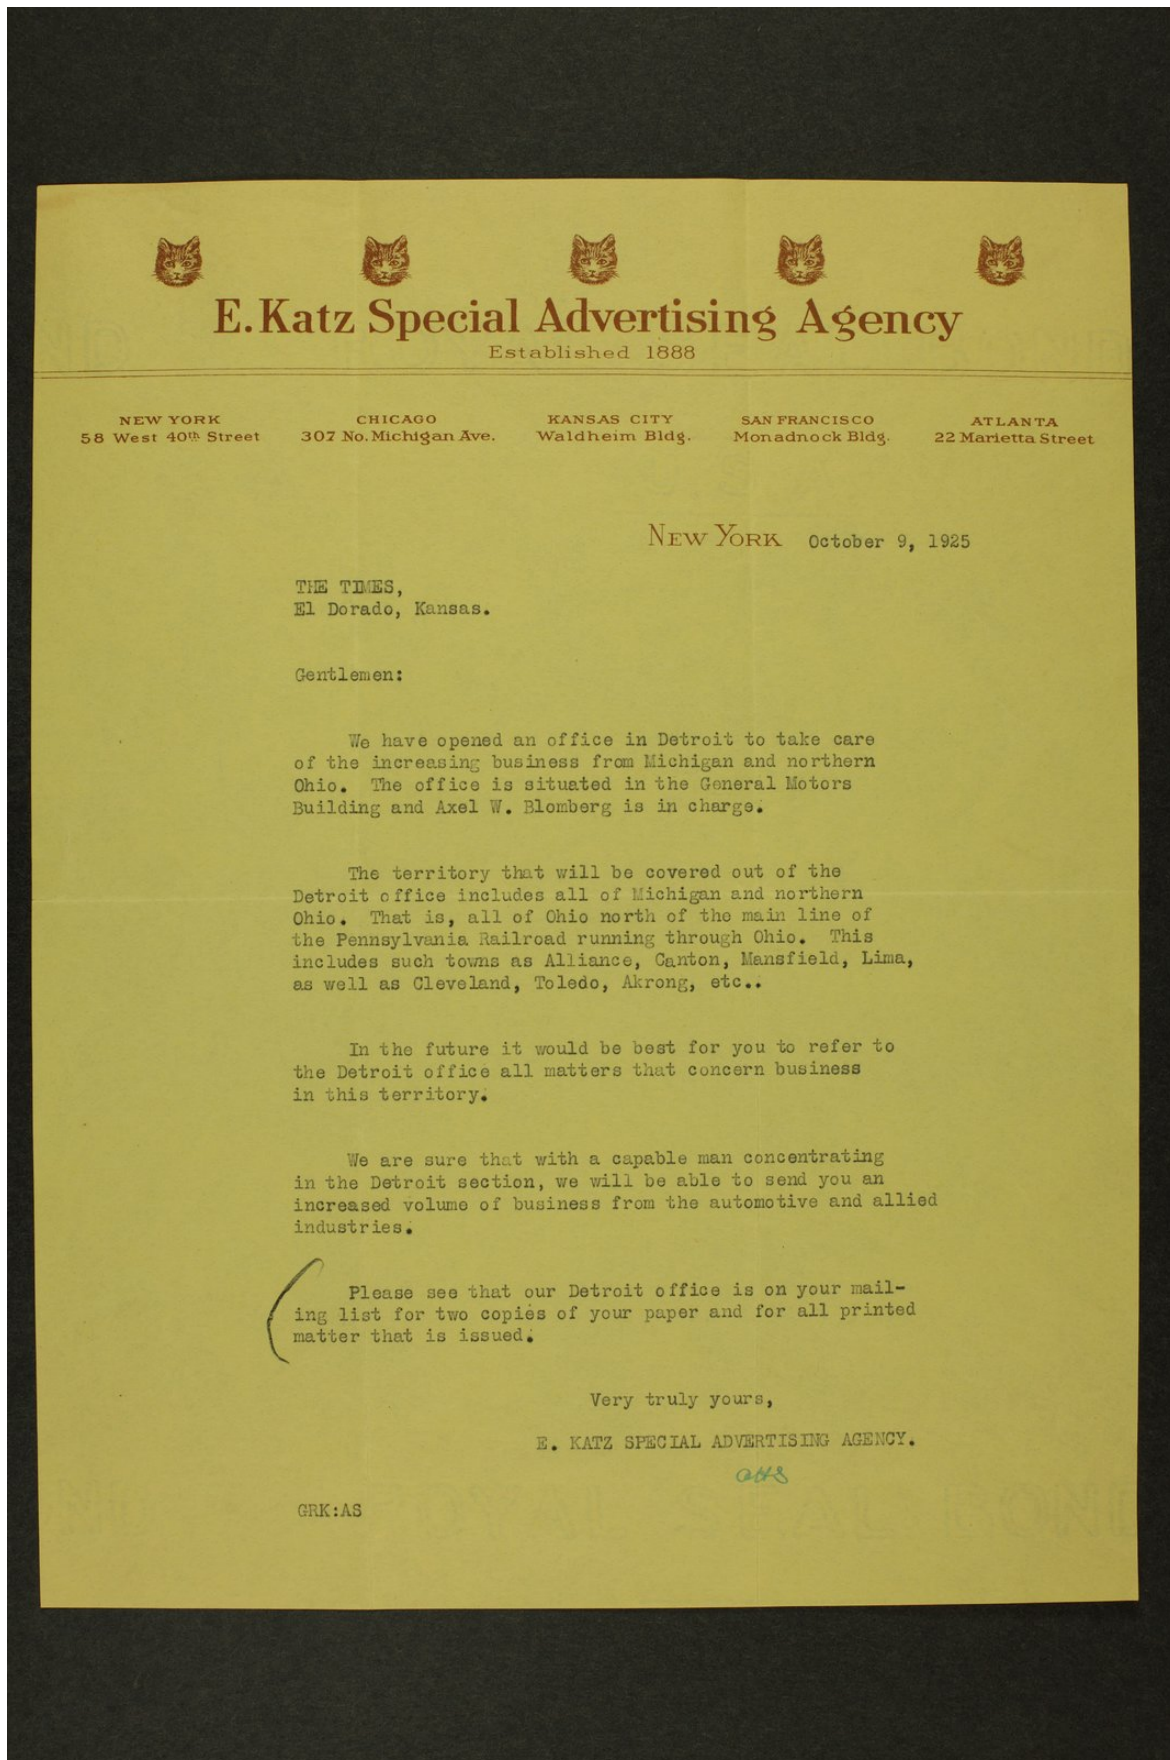 E. Katz Special Advertising Agency
Established 1888
NEW YORK
58 West 40th Street
CHICAGO
307 No. Michigan Ave.
KANSAS CITY
Waldheim Bldg.
SAN FRANCISCO
Monadnock Bldg.
ATLANTA
22 Marietta Street
NEW YORK October 9, 1925
THE TIMES,
El Dorado, Kansas.
Gentlemen:
We have opened an office in Detroit to take care
of the increasing business from Michigan and northern
Ohio. The office is situated in the General Motors
Building and Axel W. Blomberg is in charge.
The territory that will be covered out of the
Detroit office includes all of Michigan and northern
Ohio. That is, all of Ohio north of the main line of
the Pennsylvania Railroad running through Ohio. This
includes such towns as Alliance, Canton, Mansfield, Lima,
as well as Cleveland, Toledo, Akrong, etc..
In the future it would be best for you to refer to
the Detroit office all matters that concern business
in this territory.
We are sure that with a capable man concentrating
in the Detroit section, we will be able to send you an
increased volume of business from the automotive and allied
industries.
Please see that our Detroit office is on your mail-
ing list for two copies of your paper and for all printed
matter that is issued.
Very truly yours,
E. KATZ SPECIAL ADVERTISING AGENCY.
GRK:AS